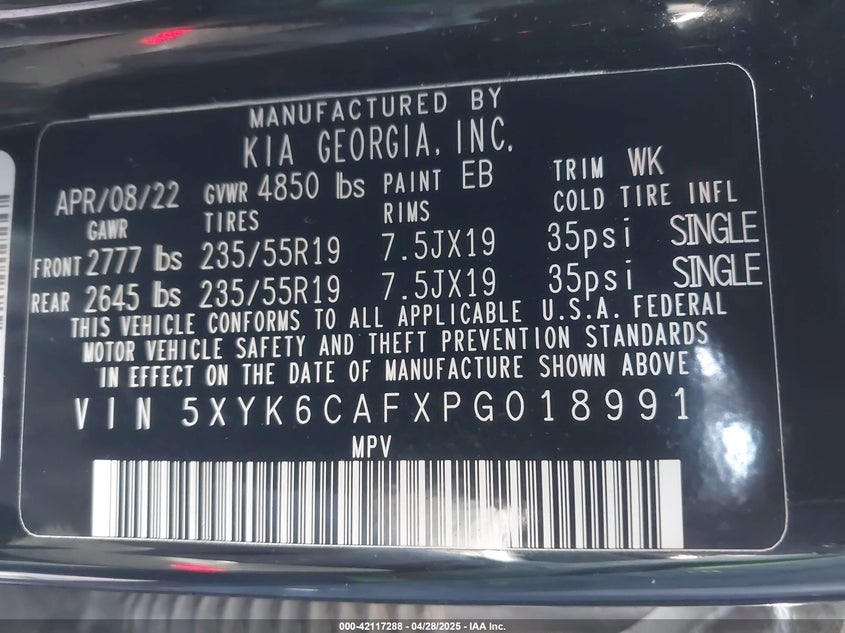 MANUFACTURED BY
KIA GEORGIA, INC.
APR/08/22 GVWR 4850 lbs PAINT EB TRIM WK
GAWR TIRES RIMS COLD TIRE INFL
FRONT 2777 lbs 235/55R19 7.5JX19 35psi SINGLE
REAR 2645 lbs 235/55R19 7.5JX19 35psi SINGLE
THIS VEHICLE CONFORMS TO ALL APPLICABLE U.S.A. FEDERAL
MOTOR VEHICLE SAFETY AND THEFT PREVENTION STANDARDS
IN EFFECT ON THE DATE OF MANUFACTURE SHOWN ABOVE
VIN 5XYK6CAFXPG018991
MPV
000-42117288 - 04/28/2025 - IAA Inc.